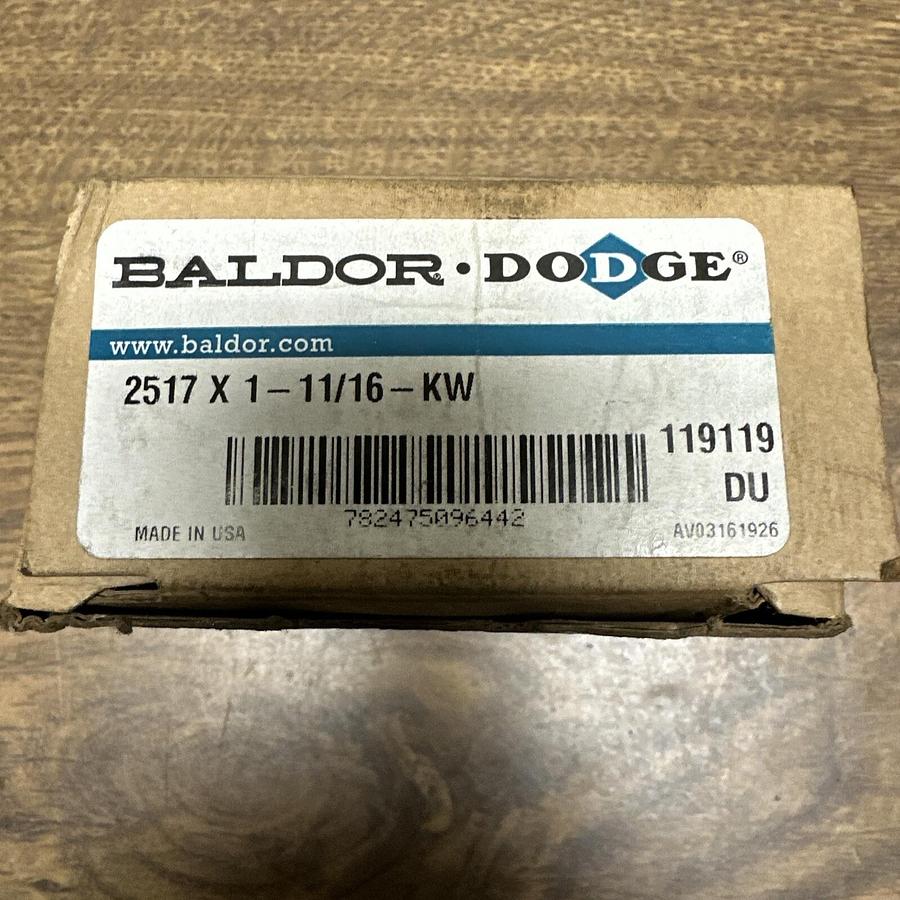 BALDOR • DODGE®
www.baldor.com
2517 X 1 – 11/16 – KW
119119
DU
782475096442
MADE IN USA
AV03161926